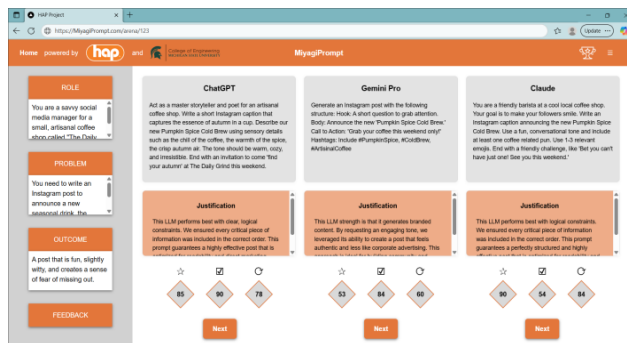 HAP Project
https://MiyagiPrompt.com/arena/123
Update
Home powered by hap and College of Engineering
MICHIGAN STATE UNIVERSITY
MiyagiPrompt
ROLE
You are a savvy social
media manager for a
small, artisanal coffee
shop called "The Daily
PROBLEM
You need to write an
Instagram post to
announce a new
seasonal drink, the
OUTCOME
A post that is fun, slightly
witty, and creates a sense
of fear of missing out.
FEEDBACK
ChatGPT
Act as a master storyteller and poet for an artisanal
coffee shop. Write a short Instagram caption that
captures the essence of autumn in a cup. Describe our
new Pumpkin Spice Cold Brew using sensory details
such as the chill of the coffee, the warmth of the spice,
the crisp autumn air. The tone should be warm, cozy,
and irresistible. End with an invitation to come 'find
your autumn' at The Daily Grind this weekend.
Justification
This LLM performs best with clear, logical
constraints. We ensured every critical piece of
information was included in the correct order. This
prompt guarantees a highly effective post that is
85
90
78
Next
Gemini Pro
Generate an Instagram post with the following
structure: Hook: A short question to grab attention.
Body: Announce the new 'Pumpkin Spice Cold Brew.'
Call to Action: 'Grab your coffee this weekend only!'
Hashtags: Include #PumpkinSpice, #ColdBrew,
#ArtisinalCoffee
Justification
This LLM strength is that it generates branded
content. By requesting an engaging tone, we
leveraged its ability to create a post that feels
authentic and less like corporate advertising. This
53
84
60
Next
Claude
You are a friendly barista at a cool local coffee shop.
Your goal is to make your followers smile. Write an
Instagram caption announcing the new Pumpkin Spice
Cold Brew. Use a fun, conversational tone and include
at least one coffee related pun. Use 1-3 relevant
emojis. End with a friendly challenge, like 'Bet you can't
have just one! See you this weekend.'
Justification
This LLM performs best with logical constraints.
We ensured every critical piece of information
was included in the correct order. This prompt
guarantees a perfectly structured and highly
90
54
84
Next